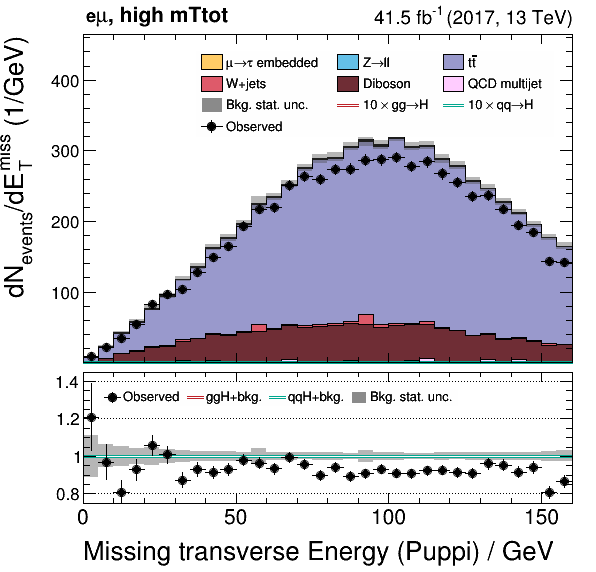 eμ, high mTtot 41.5 fb⁻¹ (2017, 13 TeV)
dN_events/dE_T^miss (1/GeV)
μ→τ embedded Z→ll tt̄
W+jets Diboson QCD multijet
Bkg. stat. unc. 10 × gg→H 10 × qq→H
Observed
400
300
200
100
Observed ggH+bkg. qqH+bkg. Bkg. stat. unc.
1.4
1.2
1
0.8
0 50 100 150
Missing transverse Energy (Puppi) / GeV